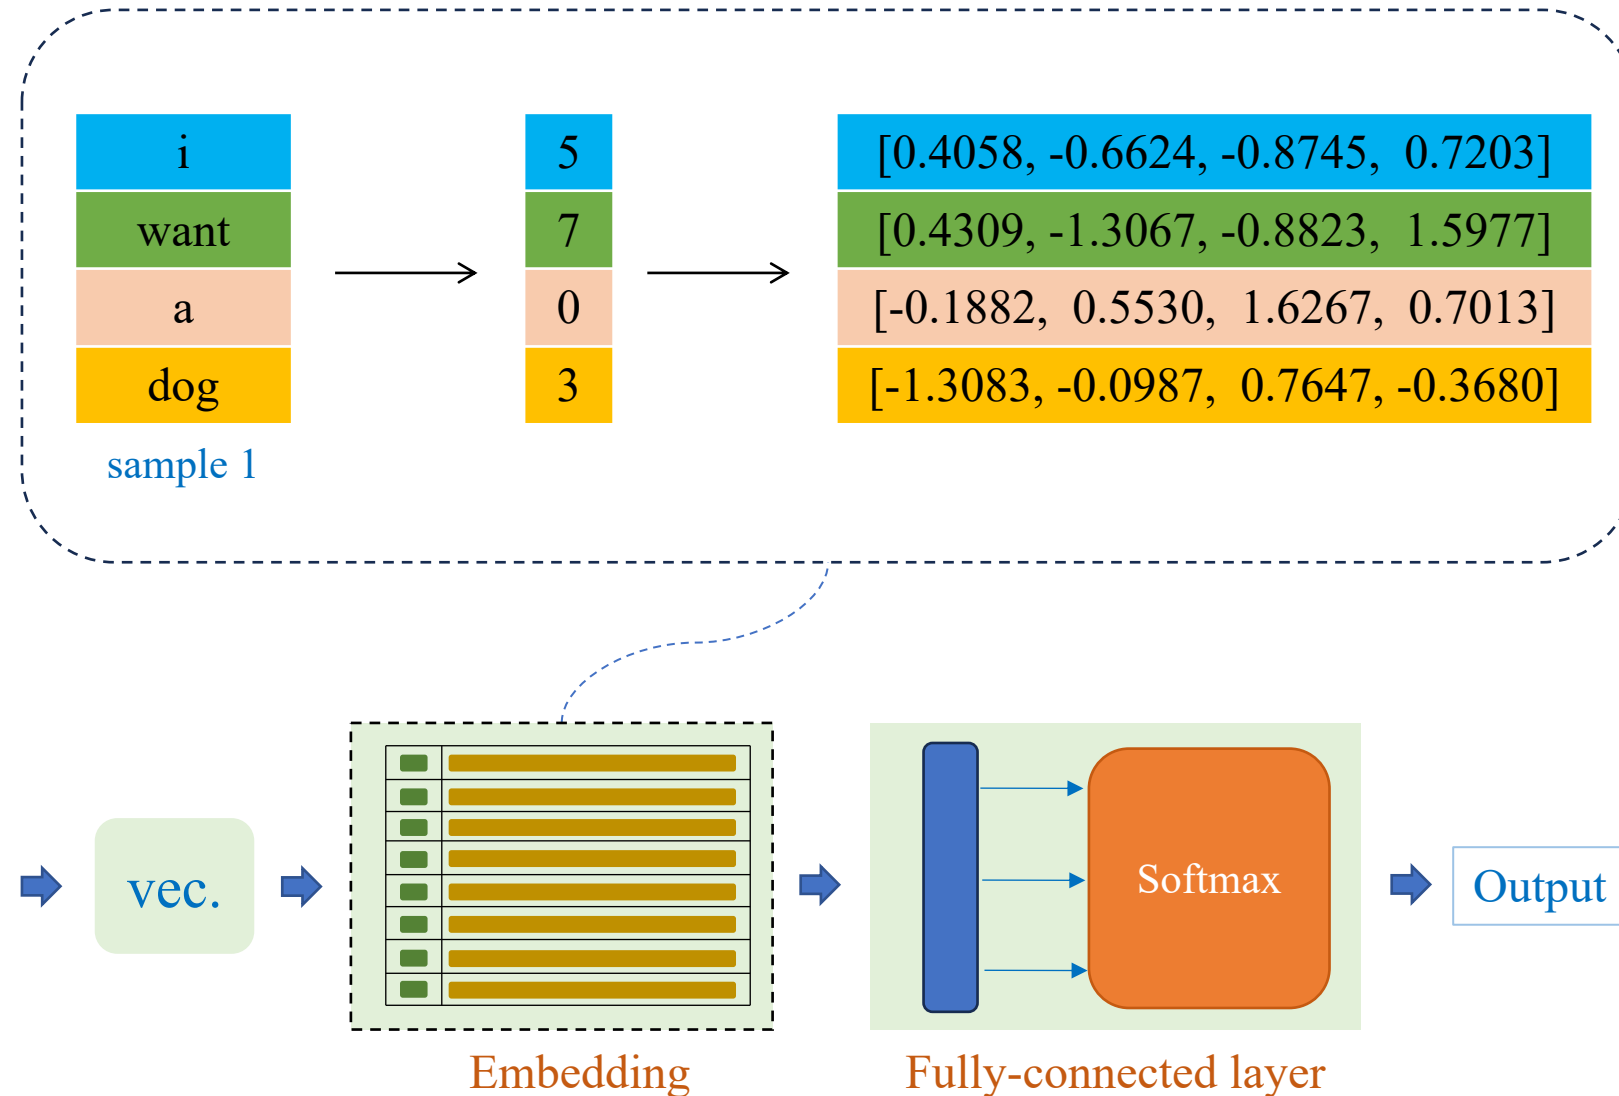 i 5 [0.4058, -0.6624, -0.8745, 0.7203]
want 7 [0.4309, -1.3067, -0.8823, 1.5977]
a 0 [-0.1882, 0.5530, 1.6267, 0.7013]
dog 3 [-1.3083, -0.0987, 0.7647, -0.3680]
sample 1
vec.
Softmax
Output
Embedding
Fully-connected layer